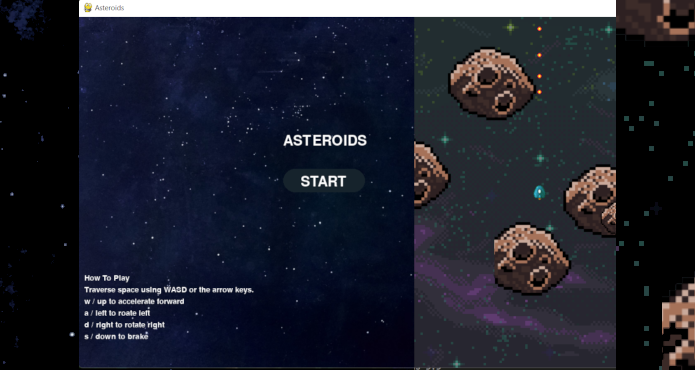 Asteroids
ASTEROIDS
START
How To Play
Traverse space using WASD or the arrow keys.
w / up to accelerate forward
a / left to roate left
d / right to rotate right
s / down to brake